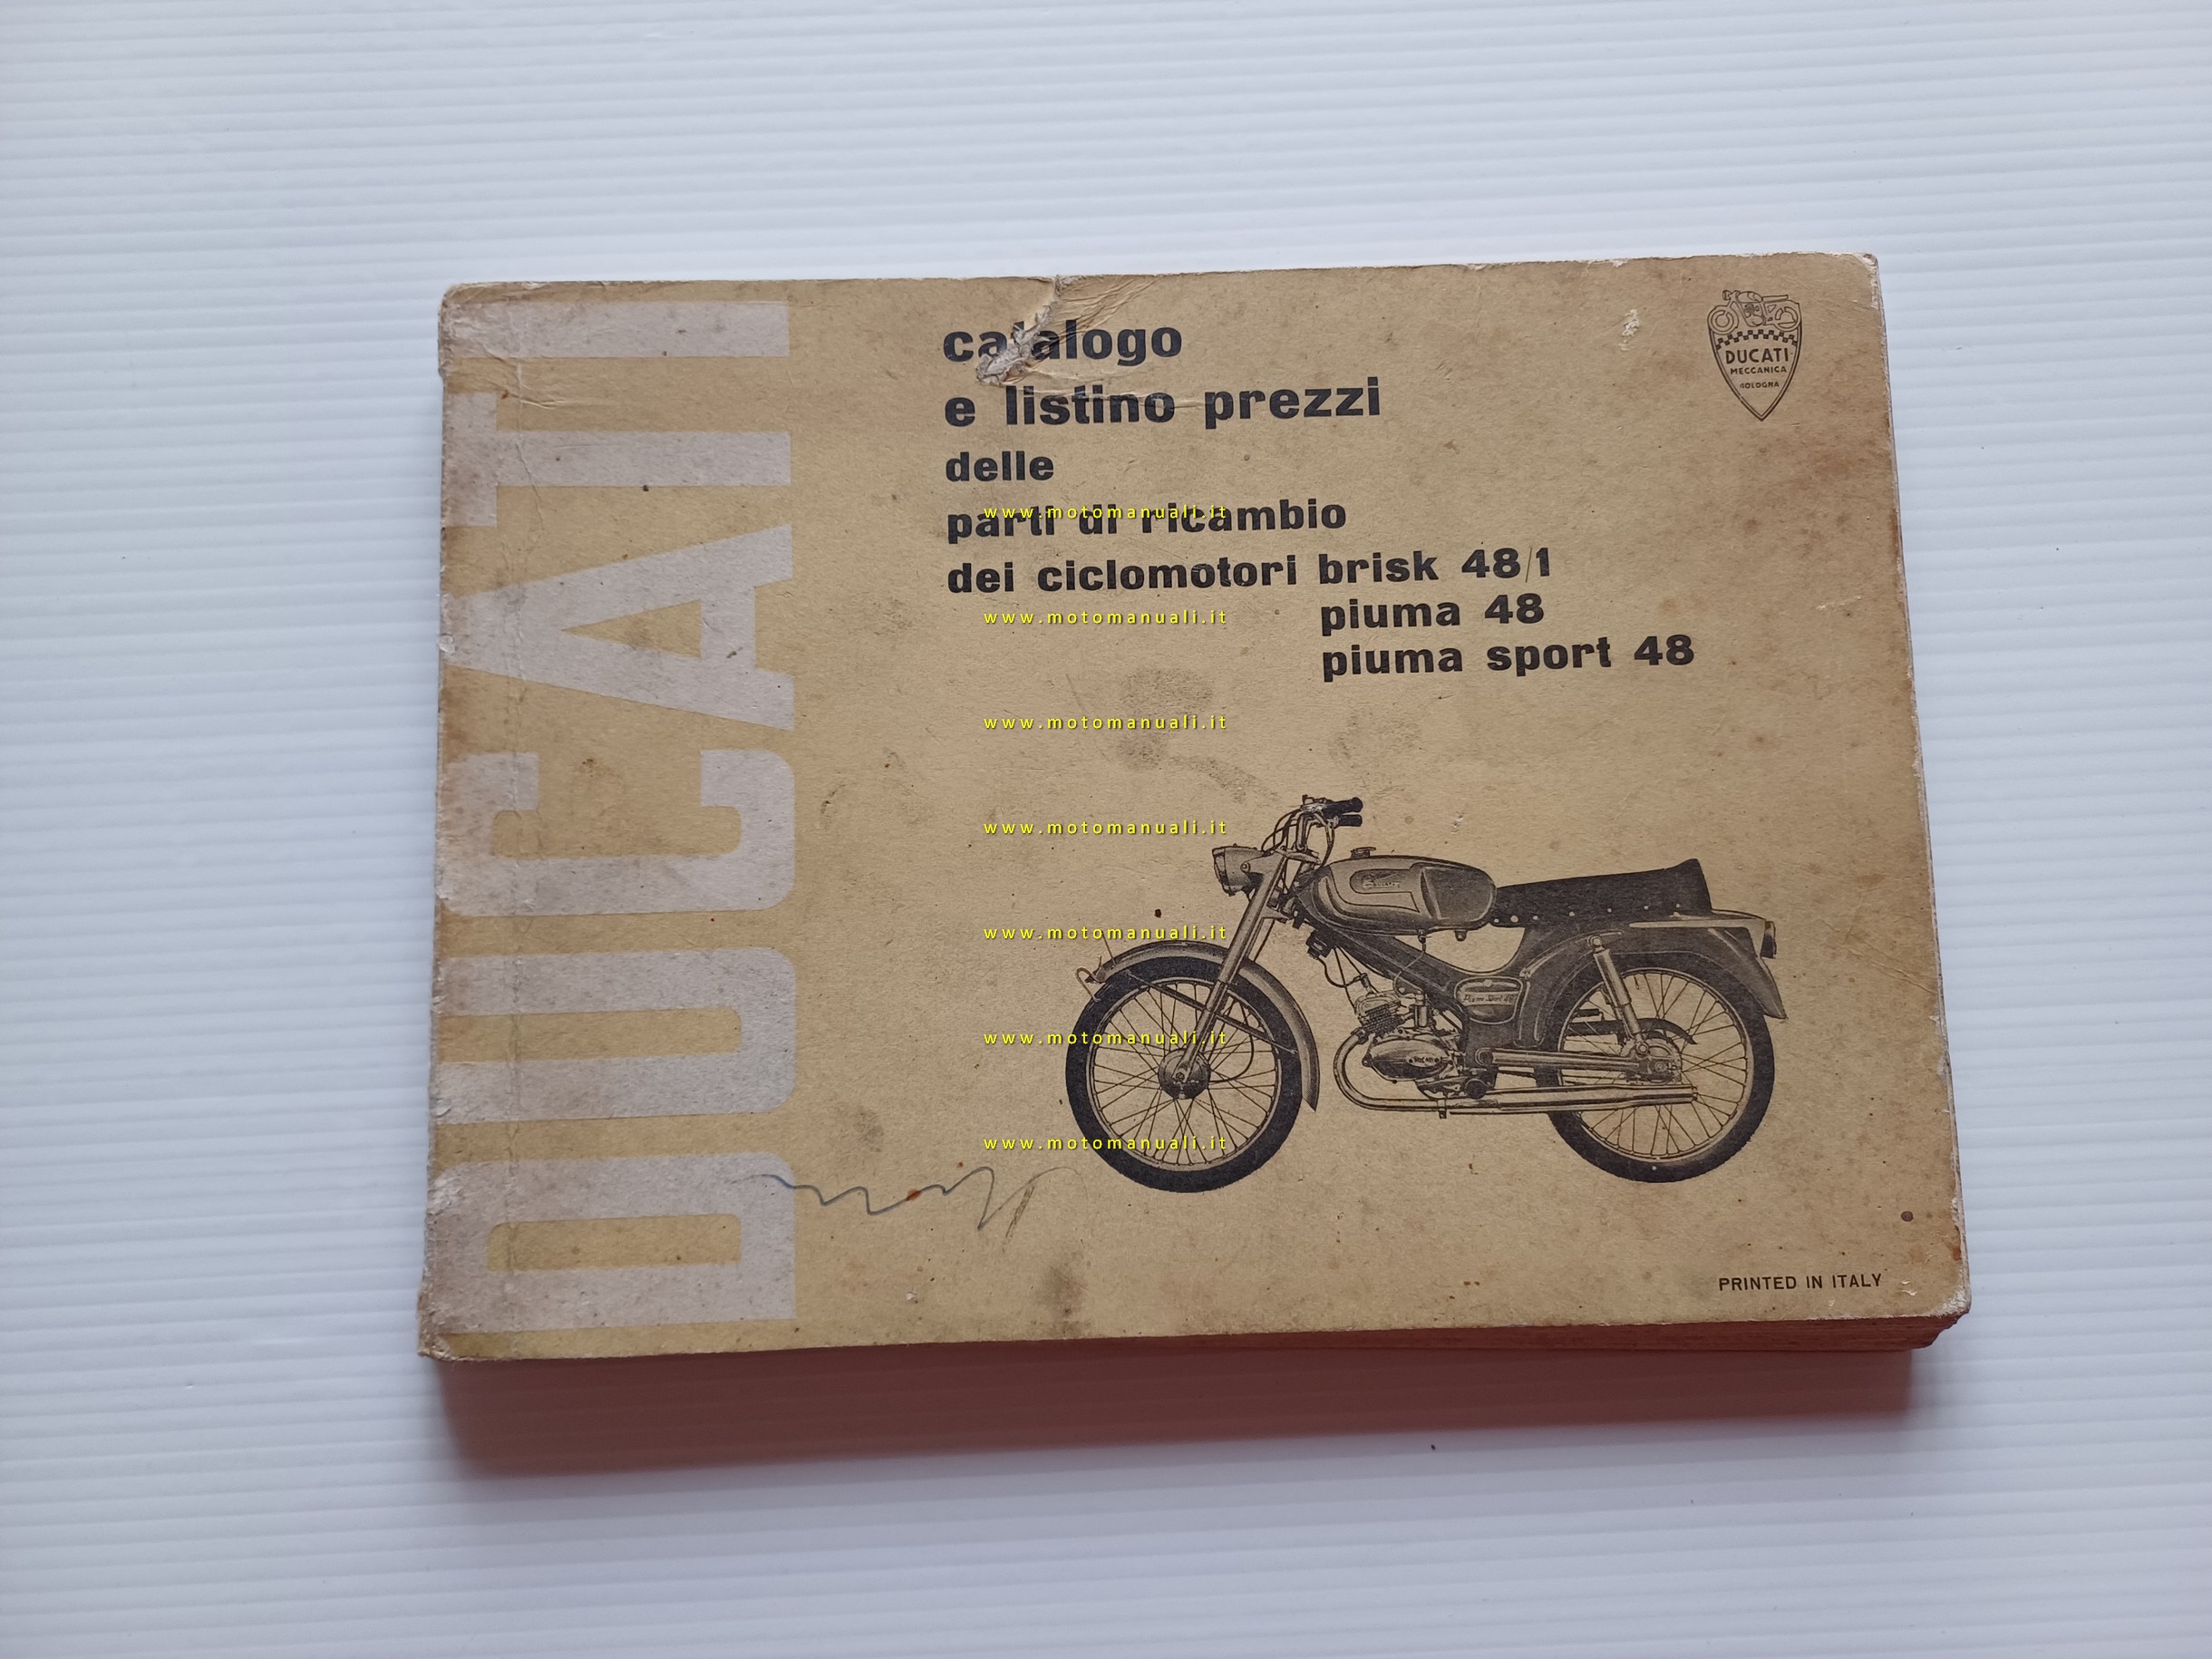 DUCATI
catalogo
e listino prezzi
delle
parti di ricambio
dei ciclomotori brisk 48/1
piuma 48
piuma sport 48
DUCATI
MECCANICA
BOLOGNA
www.motomanuali.it
www.motomanuali.it
www.motomanuali.it
www.motomanuali.it
www.motomanuali.it
www.motomanuali.it
www.motomanuali.it
PRINTED IN ITALY